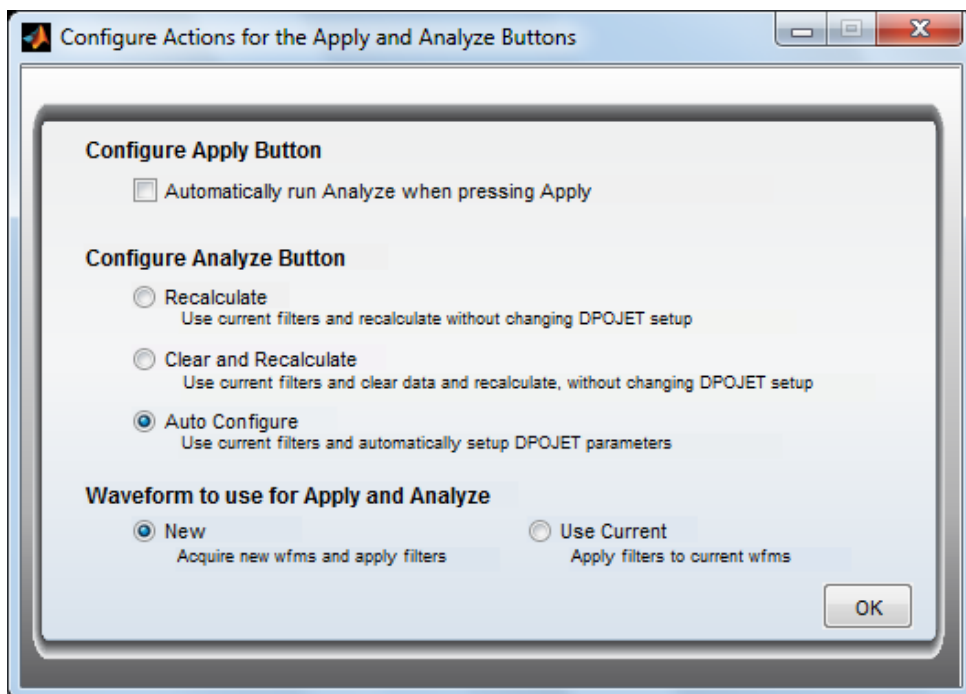 Configure Actions for the Apply and Analyze Buttons
Configure Apply Button
Automatically run Analyze when pressing Apply
Configure Analyze Button
Recalculate
Use current filters and recalculate without changing DPOJET setup
Clear and Recalculate
Use current filters and clear data and recalculate, without changing DPOJET setup
Auto Configure
Use current filters and automatically setup DPOJET parameters
Waveform to use for Apply and Analyze
New
Acquire new wfms and apply filters
Use Current
Apply filters to current wfms
OK